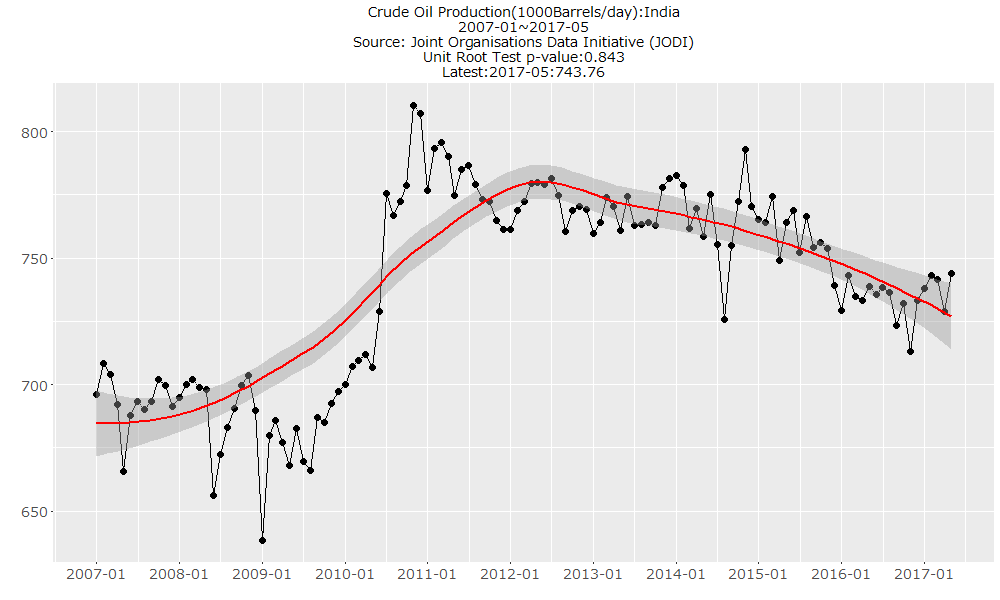 Crude Oil Production(1000Barrels/day):India
2007-01~2017-05
Source: Joint Organisations Data Initiative (JODI)
Unit Root Test p-value:0.843
Latest:2017-05:743.76
800
750
700
650
2007-01 2008-01 2009-01 2010-01 2011-01 2012-01 2013-01 2014-01 2015-01 2016-01 2017-01